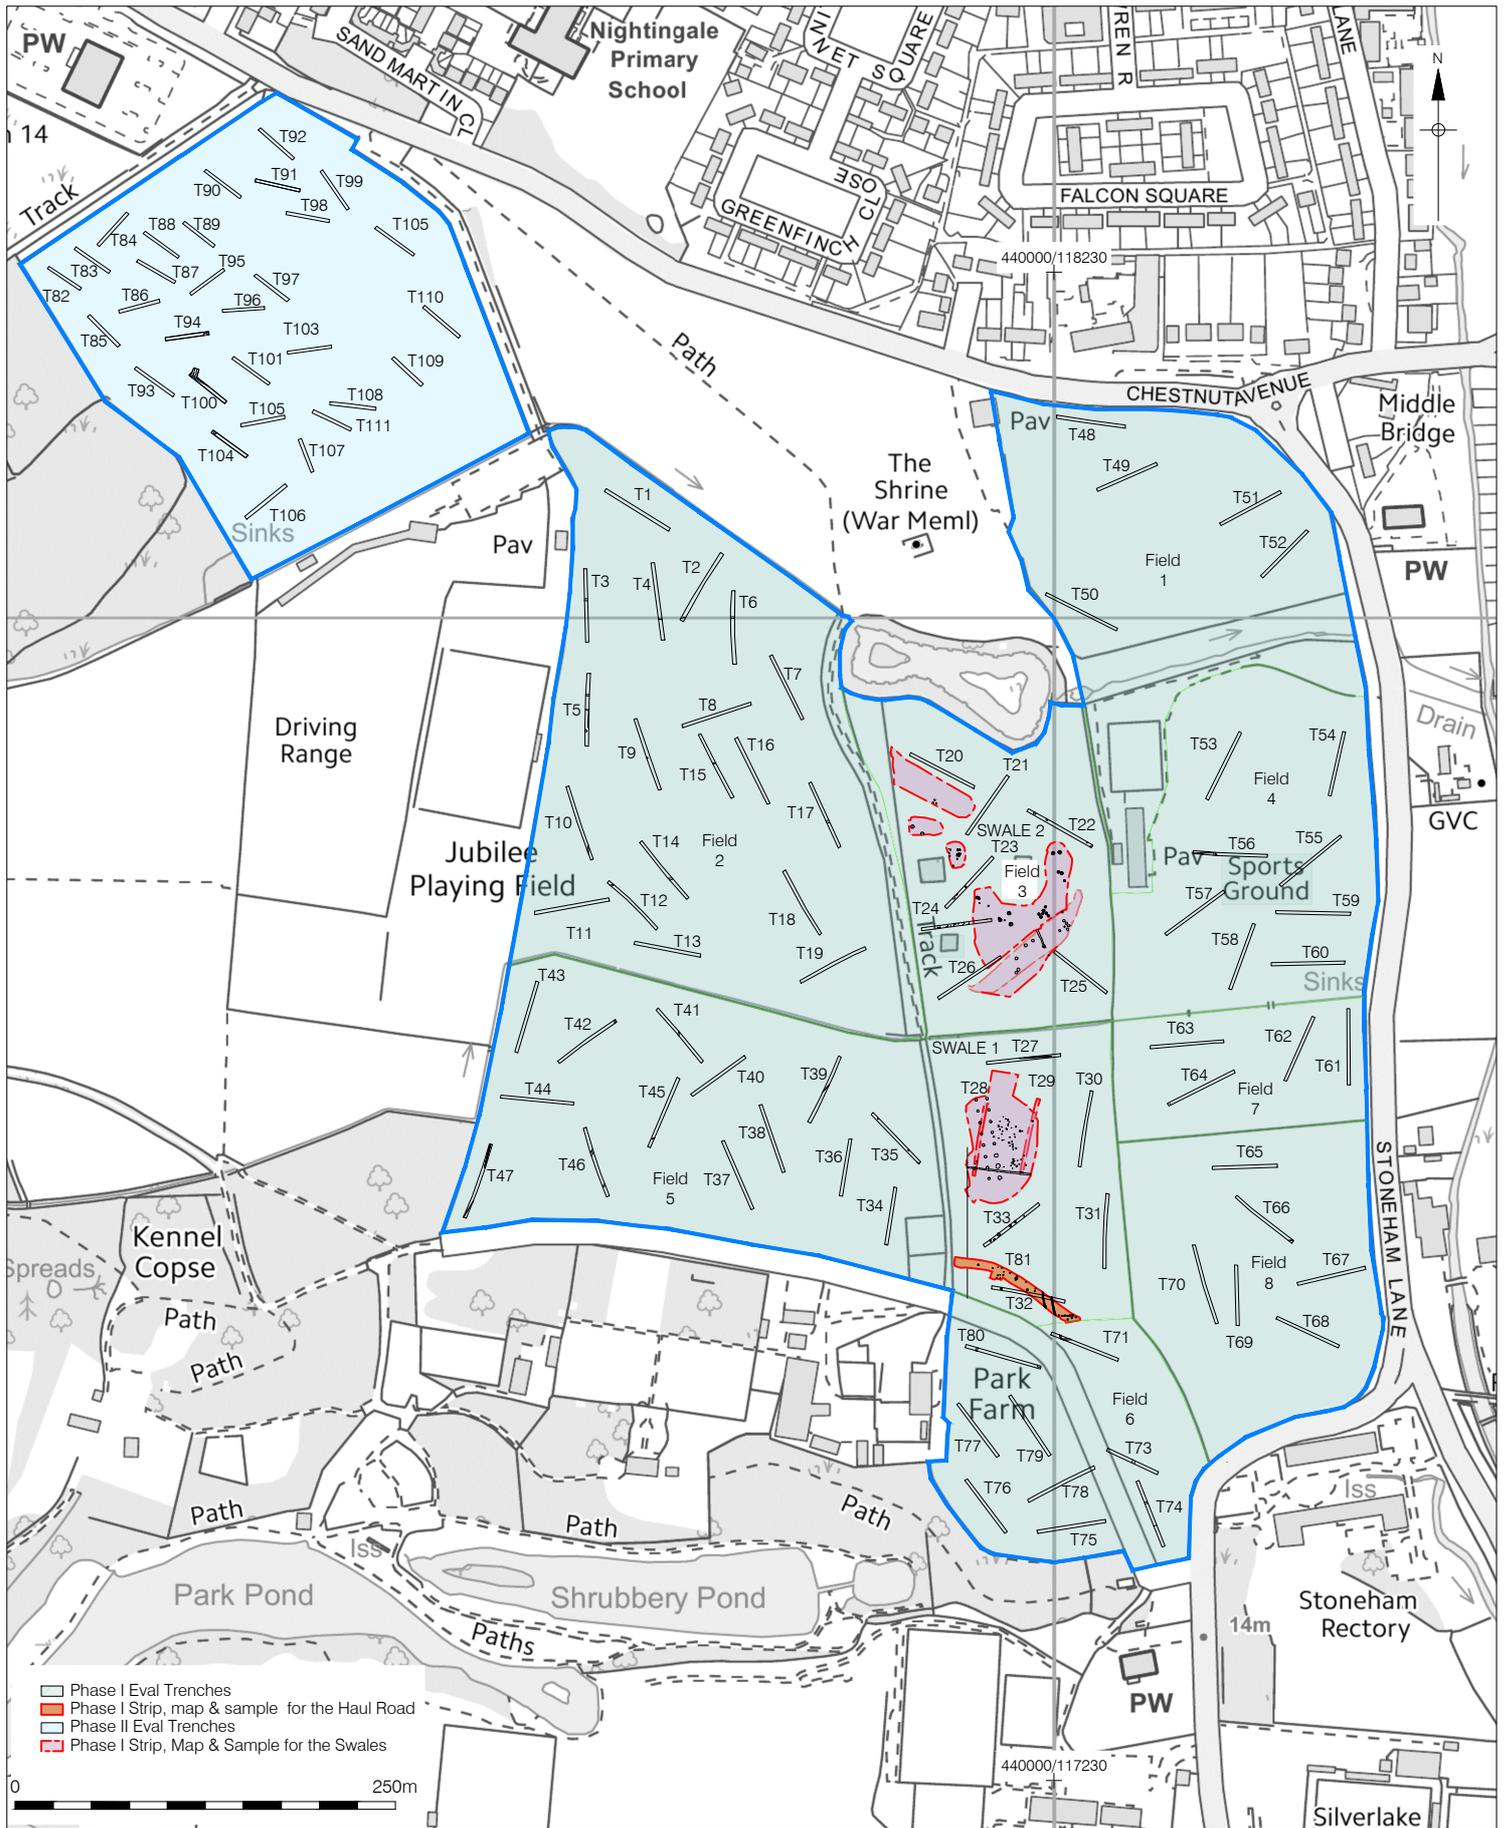 PW
n 14
Track
SAND MARTIN CL
Nightingale
Primary
School
NNET SQUARE
GREENFINCH
CLOSE
WREN R
LANE
FALCON SQUARE
N
440000/118230
Path
CHESTNUTAVENUE
Middle
Bridge
PW
T92
T90
T91
T99
T98
T105
T84
T88
T89
T83
T87
T95
T82
T97
T86
T96
T110
T85
T94
T103
T93
T101
T109
T100
T108
T105
T111
T104
T107
T106
Sinks
Pav
The
Shrine
(War Meml)
Pav
T48
T49
T51
T52
Field
1
T50
T1
T2
T3
T4
T6
T7
T5
T8
T9
T15
T16
T10
T14
T17
Field
2
T12
T18
T11
T13
T19
Driving
Range
Jubilee
Playing Field
T20
T21
SWALE 2
T22
T23
Field
3
T24
Track
T26
T25
T53
T54
Field
4
T56
T55
Pav
Sports
Ground
T57
T59
T58
T60
Sinks
Drain
GVC
T43
T42
T41
T40
T39
T44
T45
T38
T46
T47
Field
5
T37
T36
T35
T34
SWALE 1
T27
T28
T29
T30
T33
T31
T81
T32
T63
T62
T61
T64
Field
7
T65
T66
Field
8
T67
T70
T69
T68
STONEHAM LANE
T80
T71
Park
Farm
Field
6
T77
T79
T73
T76
T78
T74
T75
Kennel
Copse
Spreads
Path
Path
Path
Path
Path
Iss
Park Pond
Shrubbery Pond
Paths
Iss
Stoneham
Rectory
14m
PW
440000/117230
Silverlake
Phase I Eval Trenches
Phase I Strip, map & sample for the Haul Road
Phase II Eval Trenches
Phase I Strip, Map & Sample for the Swales
0
250m